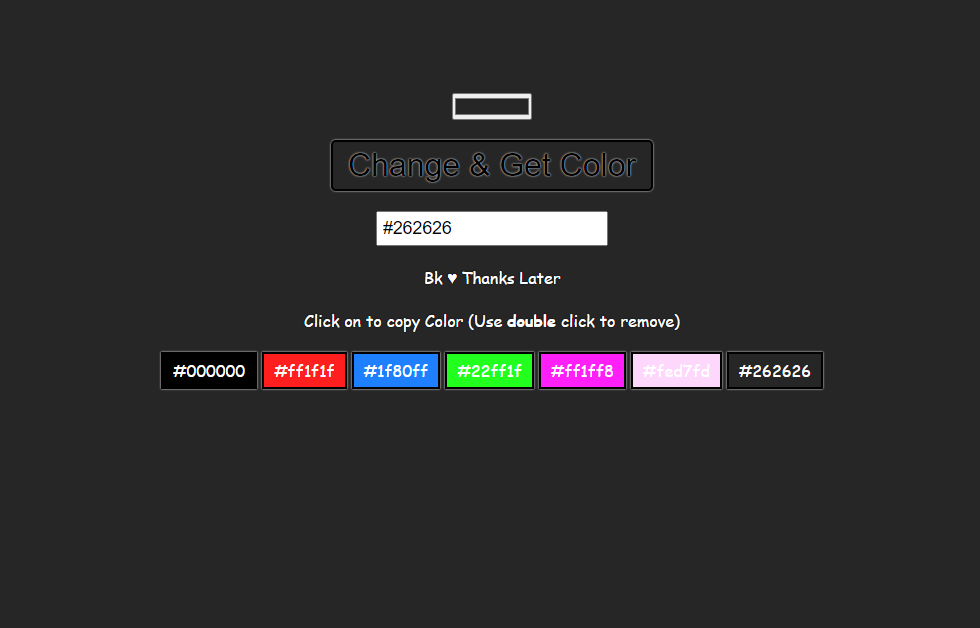 Change & Get Color
#262626
Bk ♥ Thanks Later
Click on to copy Color (Use double click to remove)
#000000 #ff1f1f #1f80ff #22ff1f #ff1ff8 #fed7fd #262626